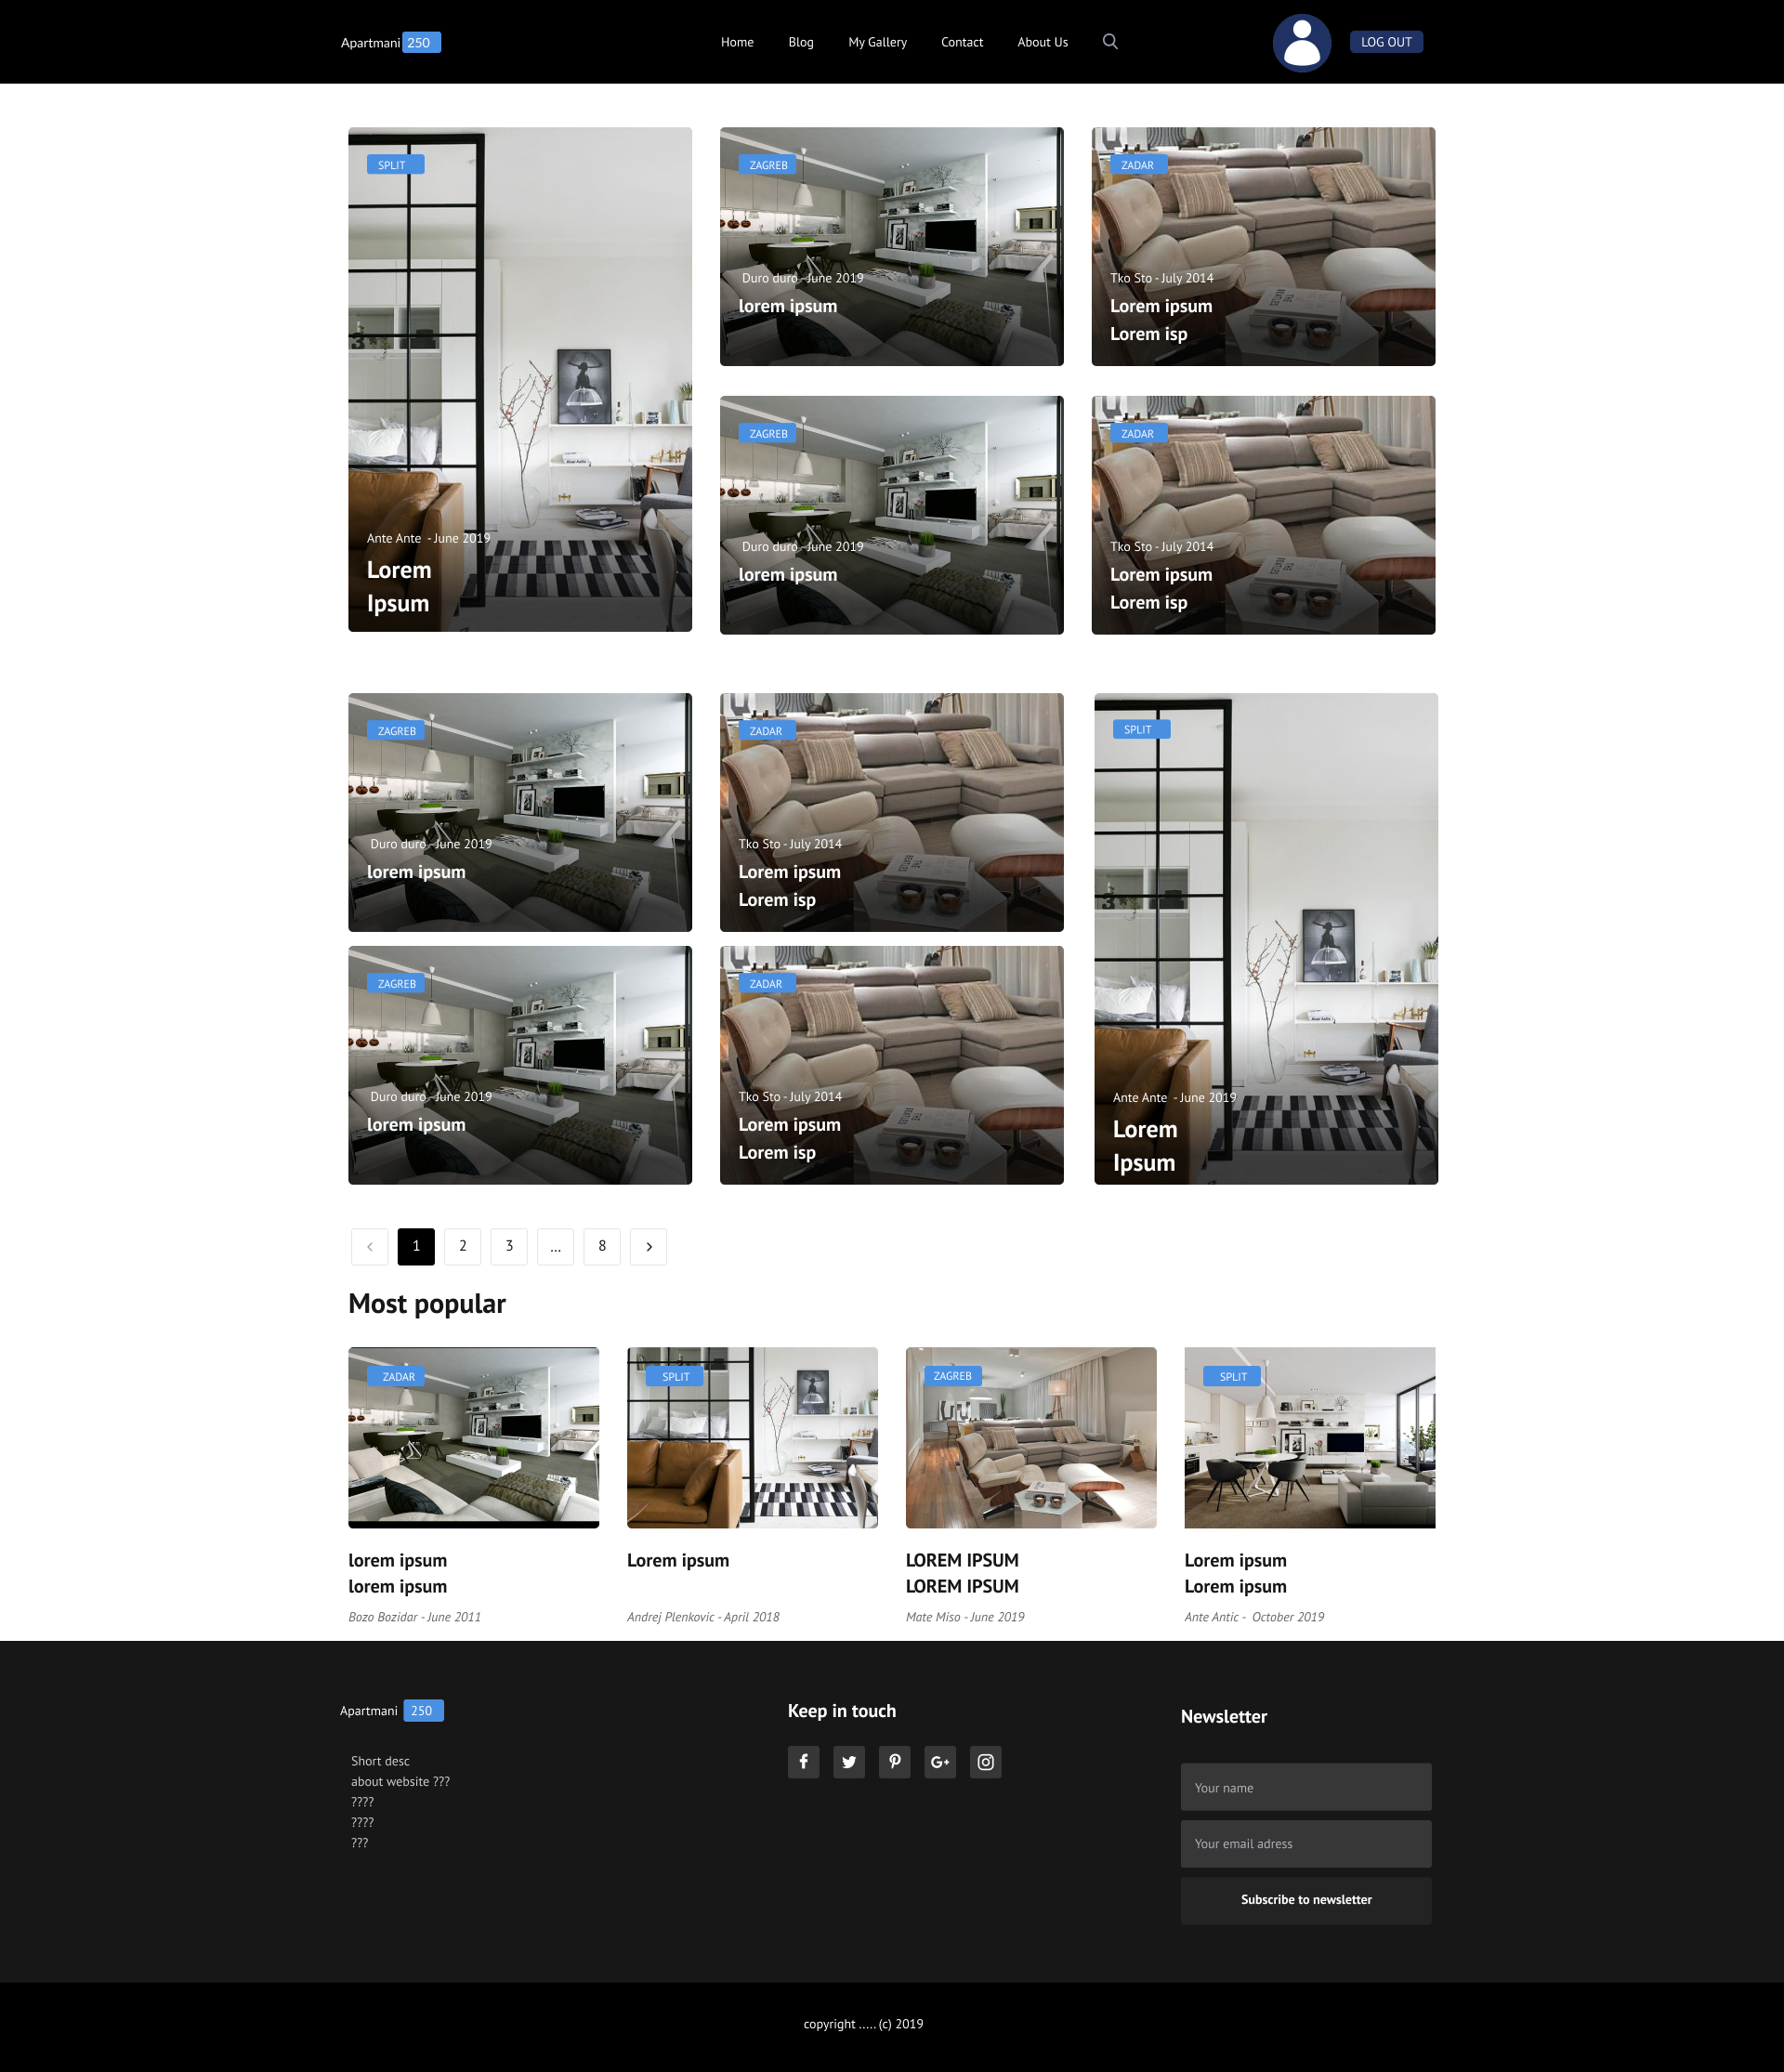 Apartmani 250
Home Blog My Gallery Contact About Us
LOG OUT
SPLIT
Ante Ante - June 2019
Lorem
Ipsum
ZAGREB
Duro duro - June 2019
lorem ipsum
ZADAR
Tko Sto - July 2014
Lorem ipsum
Lorem isp
ZAGREB
Duro duro - June 2019
lorem ipsum
ZADAR
Tko Sto - July 2014
Lorem ipsum
Lorem isp
ZAGREB
Duro duro - June 2019
lorem ipsum
ZADAR
Tko Sto - July 2014
Lorem ipsum
Lorem isp
SPLIT
Ante Ante - June 2019
Lorem
Ipsum
ZAGREB
Duro duro - June 2019
lorem ipsum
ZADAR
Tko Sto - July 2014
Lorem ipsum
Lorem isp
1 2 3 ... 8
Most popular
ZADAR
lorem ipsum
lorem ipsum
Bozo Bozidar - June 2011
SPLIT
Lorem ipsum
Andrej Plenkovic - April 2018
ZAGREB
LOREM IPSUM
LOREM IPSUM
Mate Miso - June 2019
SPLIT
Lorem ipsum
Lorem ipsum
Ante Antic - October 2019
Apartmani 250
Short desc
about website ???
????
????
???
Keep in touch
Newsletter
Your name
Your email adress
Subscribe to newsletter
copyright ..... (c) 2019